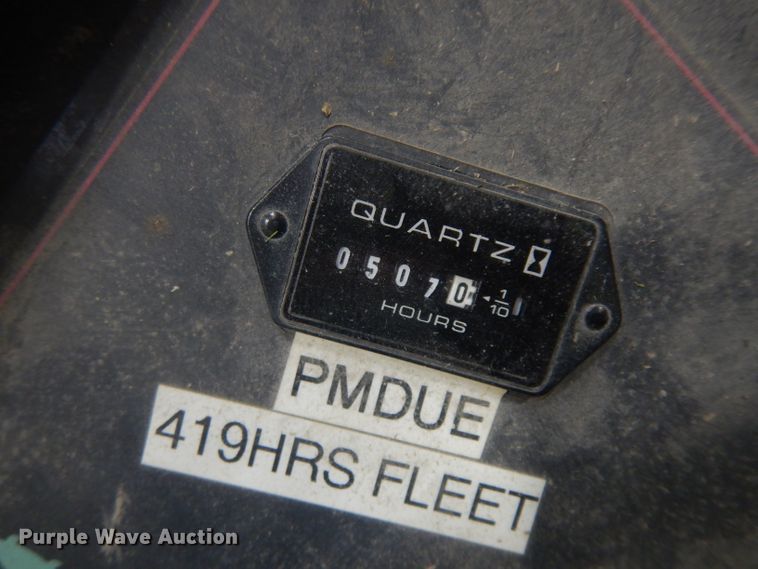 QUARTZ
05070 1/10
HOURS
PMDUE
419HRS FLEET
Purple Wave Auction